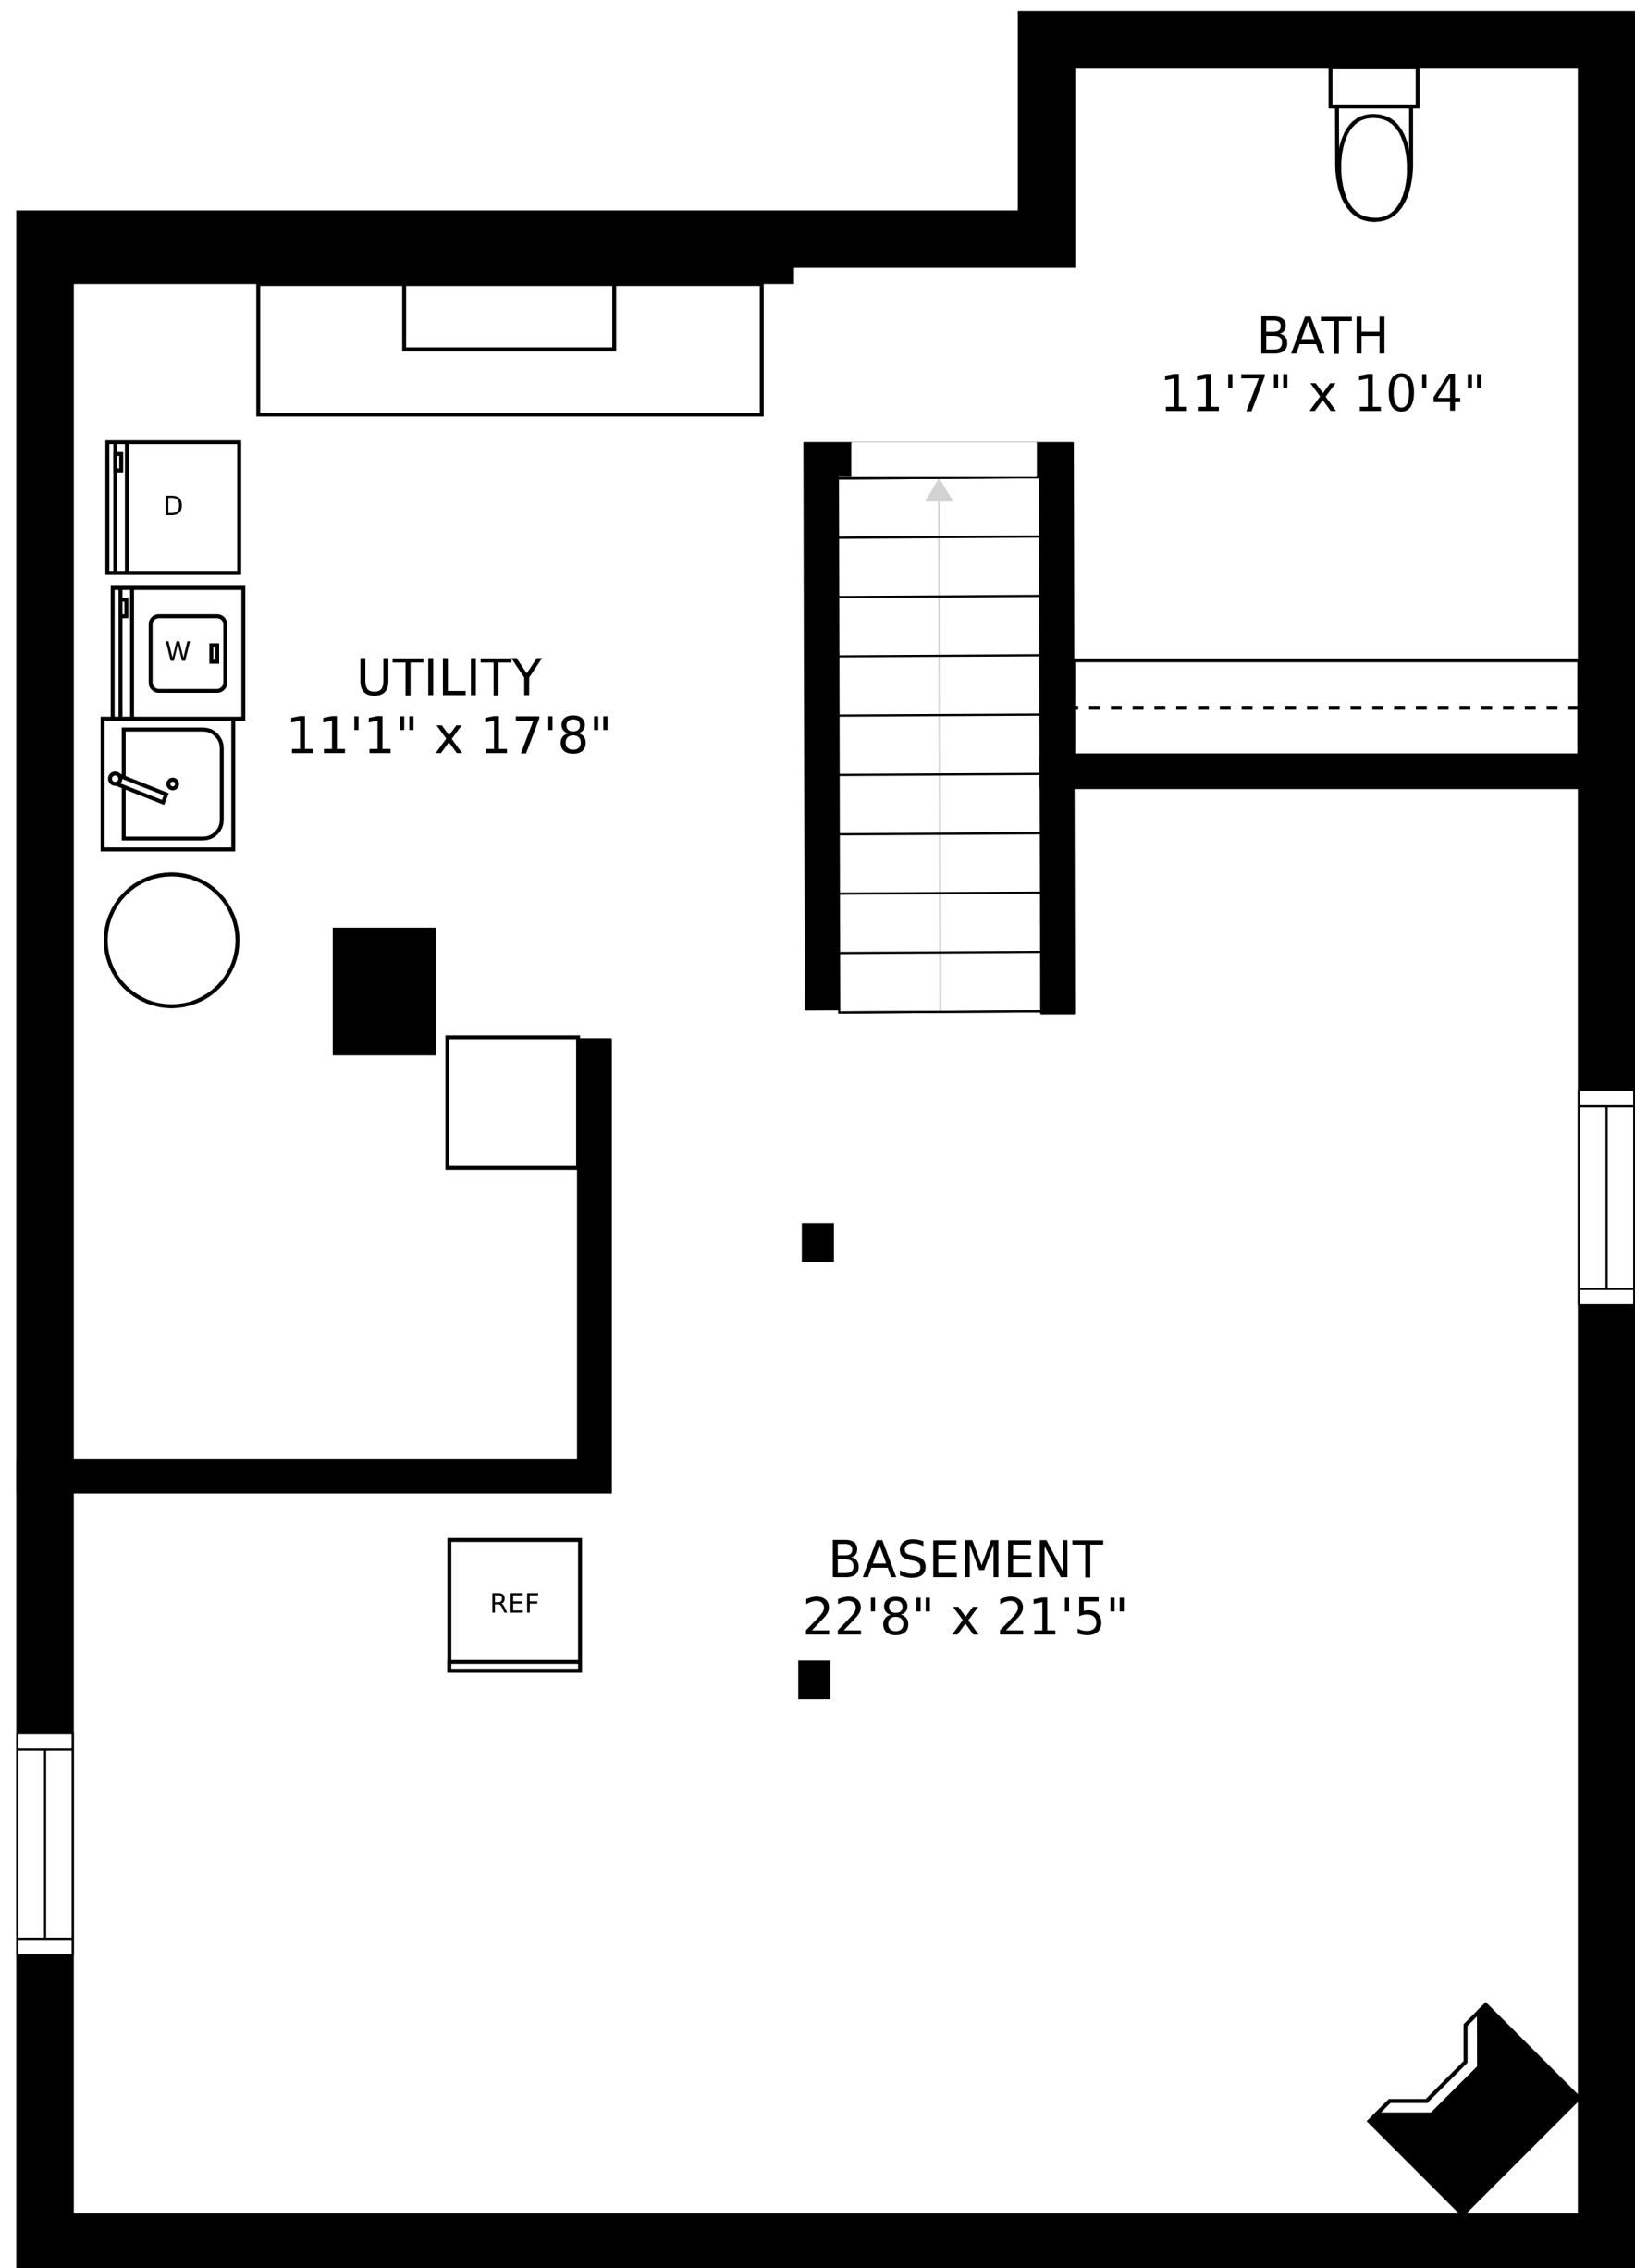 BATH
11'7" x 10'4"
D
W
UTILITY
11'1" x 17'8"
BASEMENT
22'8" x 21'5"
REF